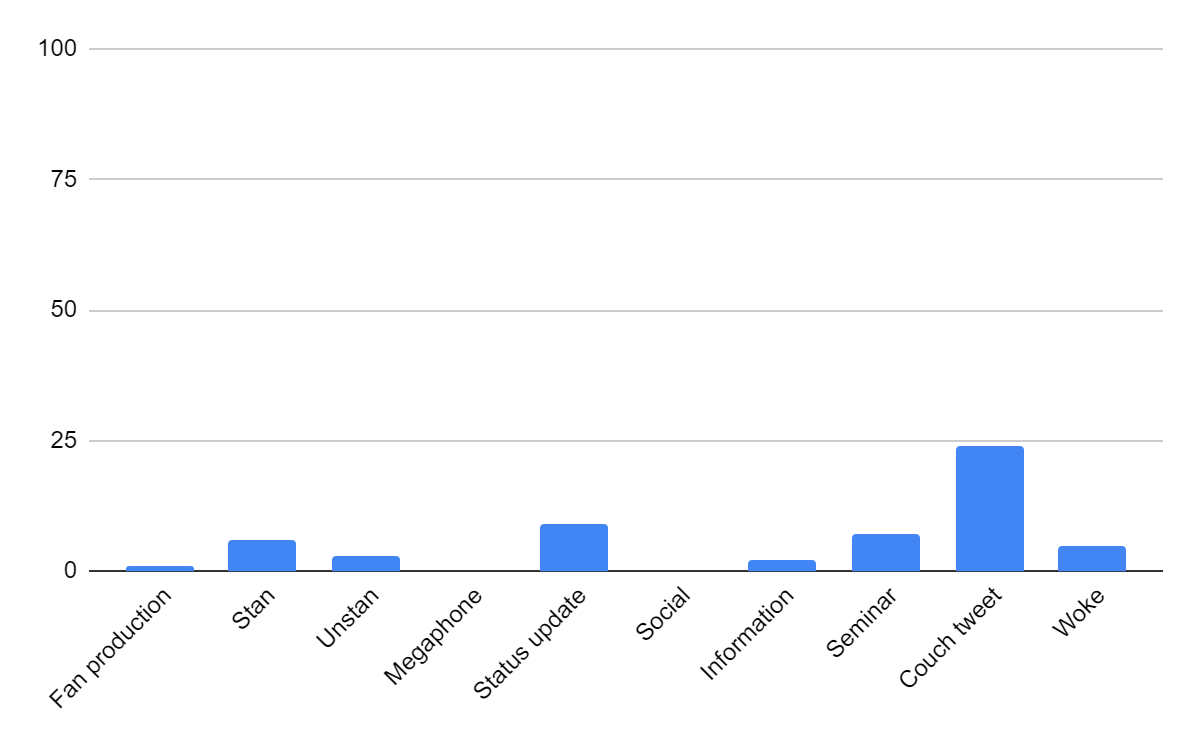 100
75
50
25
0
Fan production
Stan
Unstan
Megaphone
Status update
Social
Information
Seminar
Couch tweet
Woke